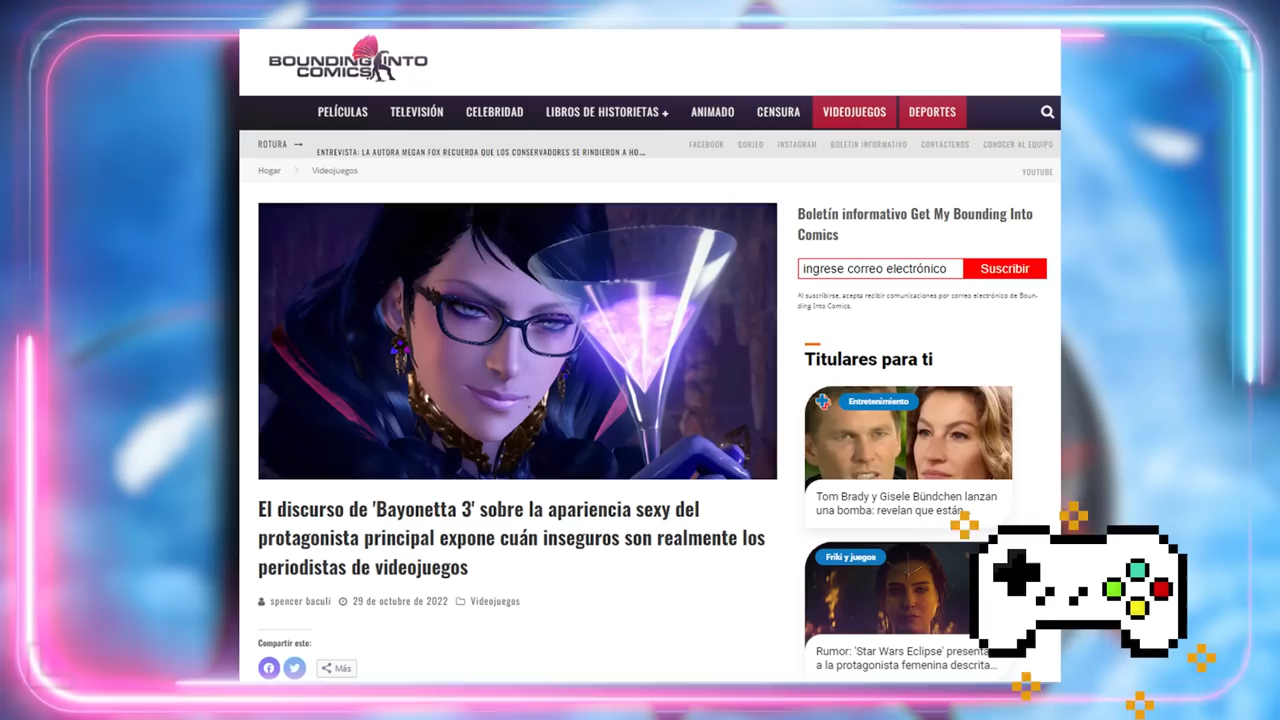 BOUNDING INTO
COMICS
PELÍCULAS TELEVISIÓN CELEBRIDAD LIBROS DE HISTORIETAS + ANIMADO CENSURA VIDEOJUEGOS DEPORTES
ROTURA → ENTREVISTA: LA AUTORA MEGAN FOX RECUERDA QUE LOS CONSERVADORES SE RINDIERON A HO...
FACEBOOK GORJEO INSTAGRAM BOLETIN INFORMATIVO CONTÁCTENOS CONOCER AL EQUIPO
YOUTUBE
Hogar > Videojuegos
El discurso de 'Bayonetta 3' sobre la apariencia sexy del
protagonista principal expone cuán inseguros son realmente los
periodistas de videojuegos
spencer baculi 29 de octubre de 2022 Videojuegos
Compartir este:
Más
Boletín informativo Get My Bounding Into
Comics
ingrese correo electrónico Suscribir
Al suscribirse, acepta recibir comunicaciones por correo electrónico de Boun-
ding Into Comics.
Titulares para ti
Entretenimiento
Tom Brady y Gisele Bündchen lanzan
una bomba: revelan que están...
Friki y juegos
Rumor: 'Star Wars Eclipse' presenta
a la protagonista femenina descrita...